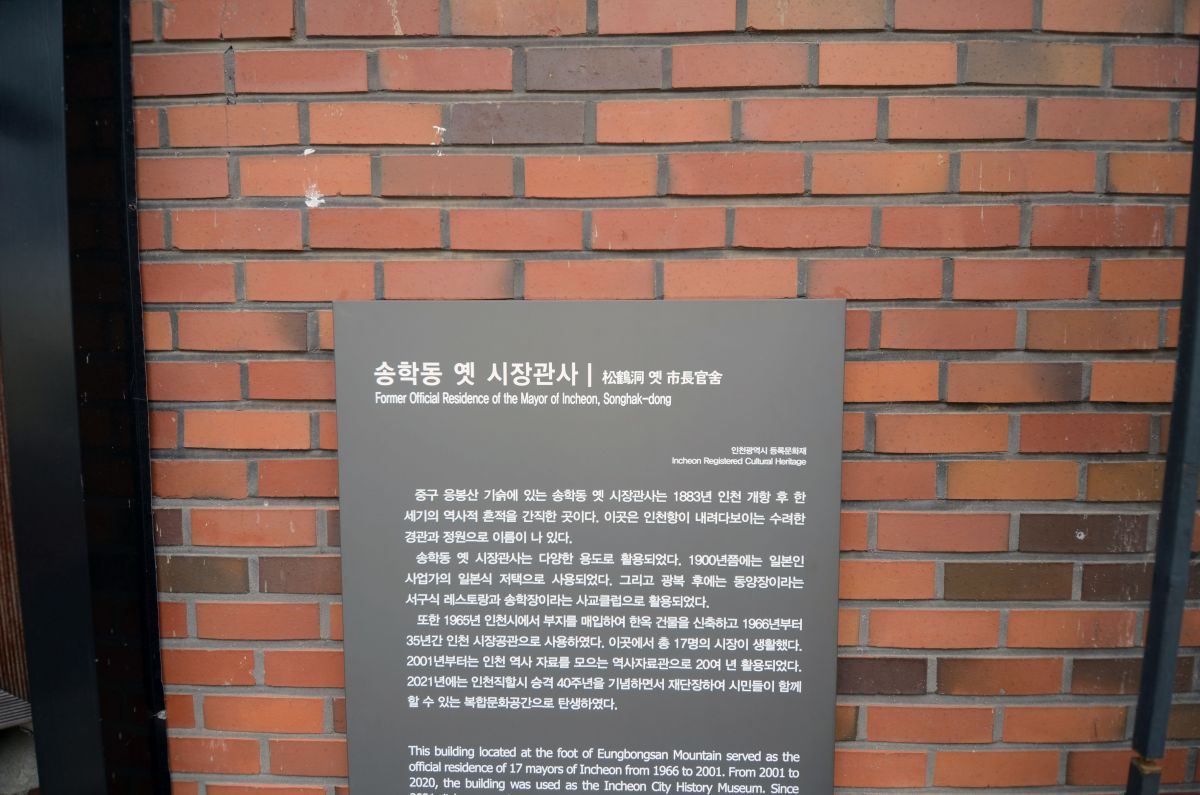 송학동 옛 시장관사 | 松鶴洞 옛 市長官舍
Former Official Residence of the Mayor of Incheon, Songhak-dong
인천광역시 등록문화재
Incheon Registered Cultural Heritage
중구 응봉산 기슭에 있는 송학동 옛 시장관사는 1883년 인천 개항 후 한
세기의 역사적 흔적을 간직한 곳이다. 이곳은 인천항이 내려다보이는 수려한
경관과 정원으로 이름이 나 있다.
송학동 옛 시장관사는 다양한 용도로 활용되었다. 1900년쯤에는 일본인
사업가의 일본식 저택으로 사용되었다. 그리고 광복 후에는 동양장이라는
서구식 레스토랑과 송학장이라는 사교클럽으로 활용되었다.
또한 1965년 인천시에서 부지를 매입하여 한옥 건물을 신축하고 1966년부터
35년간 인천 시장공관으로 사용하였다. 이곳에서 총 17명의 시장이 생활했다.
2001년부터는 인천 역사 자료를 모으는 역사자료관으로 20여 년 활용되었다.
2021년에는 인천직할시 승격 40주년을 기념하면서 재단장하여 시민들이 함께
할 수 있는 복합문화공간으로 탄생하였다.
This building located at the foot of Eungbongsan Mountain served as the
official residence of 17 mayors of Incheon from 1966 to 2001. From 2001 to
2020, the building was used as the Incheon City History Museum. Since